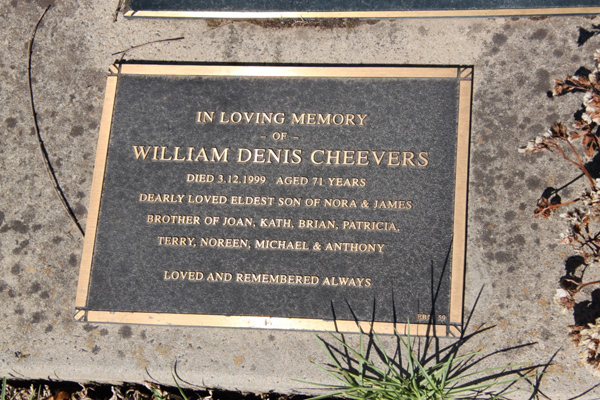 IN LOVING MEMORY
– OF –
WILLIAM DENIS CHEEVERS
DIED 3.12.1999 AGED 71 YEARS
DEARLY LOVED ELDEST SON OF NORA & JAMES
BROTHER OF JOAN, KATH, BRIAN, PATRICIA,
TERRY, NOREEN, MICHAEL & ANTHONY
LOVED AND REMEMBERED ALWAYS